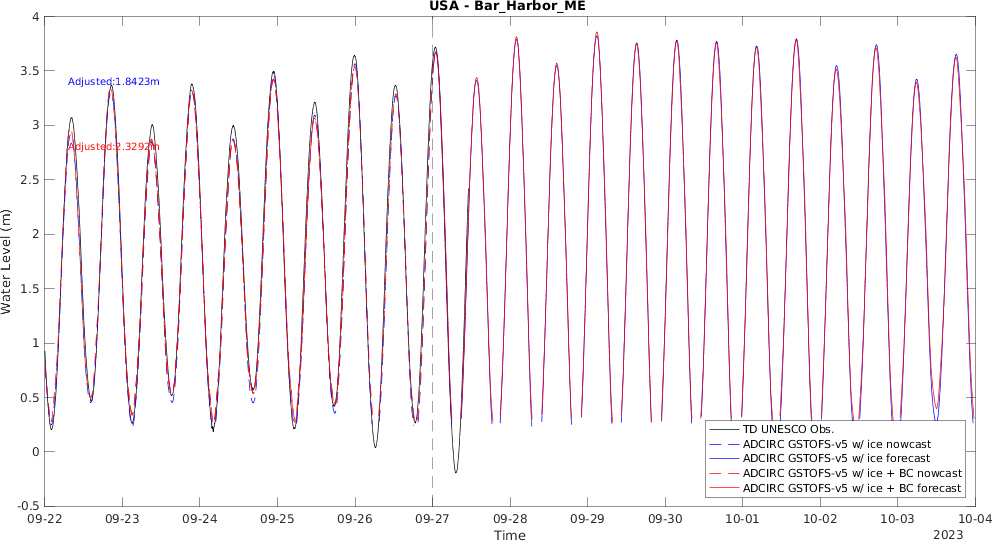 USA - Bar_Harbor_ME
4
3.5
3
2.5
2
1.5
1
0.5
0
-0.5
Water Level (m)
Adjusted:1.8423m
Adjusted:2.3292m
TD UNESCO Obs.
ADCIRC GSTOFS-v5 w/ ice nowcast
ADCIRC GSTOFS-v5 w/ ice forecast
ADCIRC GSTOFS-v5 w/ ice + BC nowcast
ADCIRC GSTOFS-v5 w/ ice + BC forecast
09-22 09-23 09-24 09-25 09-26 09-27 09-28 09-29 09-30 10-01 10-02 10-03 10-04
Time
2023